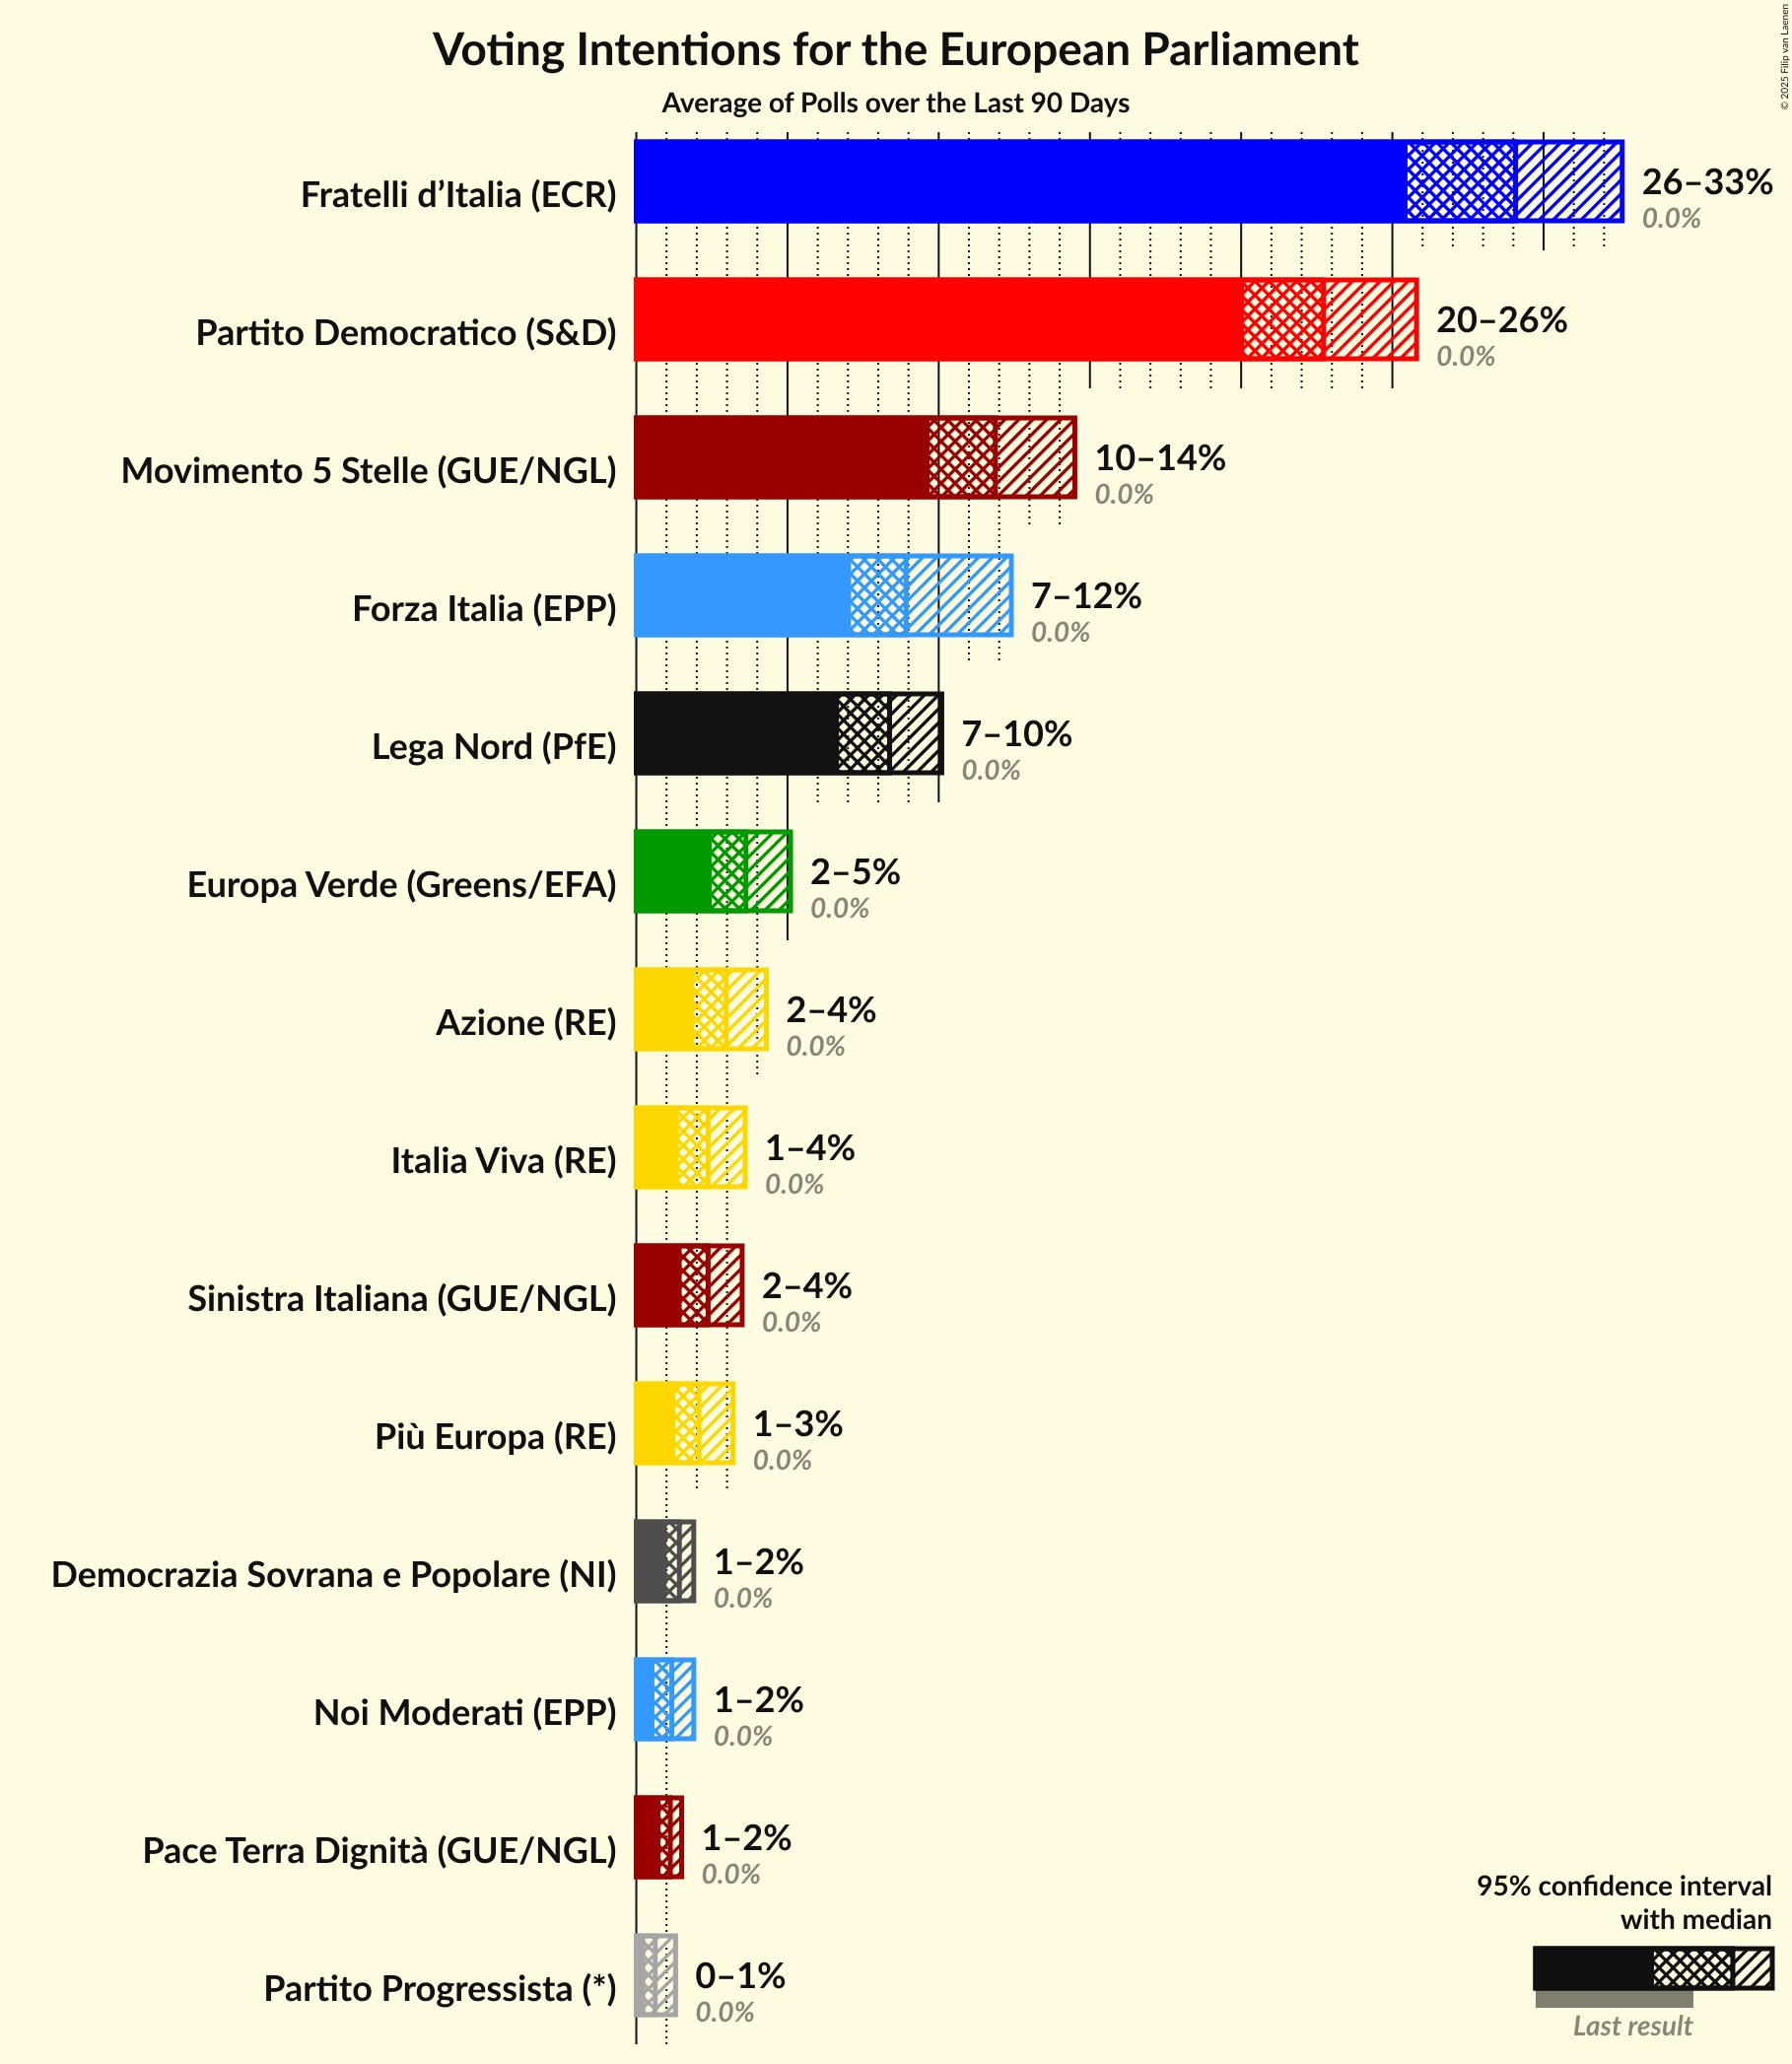 Voting Intentions for the European Parliament
Average of Polls over the Last 90 Days
© 2025 Filip van Laenen
Fratelli d’Italia (ECR)
26–33%
0.0%
Partito Democratico (S&D)
20–26%
0.0%
Movimento 5 Stelle (GUE/NGL)
10–14%
0.0%
Forza Italia (EPP)
7–12%
0.0%
Lega Nord (PfE)
7–10%
0.0%
Europa Verde (Greens/EFA)
2–5%
0.0%
Azione (RE)
2–4%
0.0%
Italia Viva (RE)
1–4%
0.0%
Sinistra Italiana (GUE/NGL)
2–4%
0.0%
Più Europa (RE)
1–3%
0.0%
Democrazia Sovrana e Popolare (NI)
1–2%
0.0%
Noi Moderati (EPP)
1–2%
0.0%
Pace Terra Dignità (GUE/NGL)
1–2%
0.0%
Partito Progressista (*)
0–1%
0.0%
95% confidence interval
with median
Last result